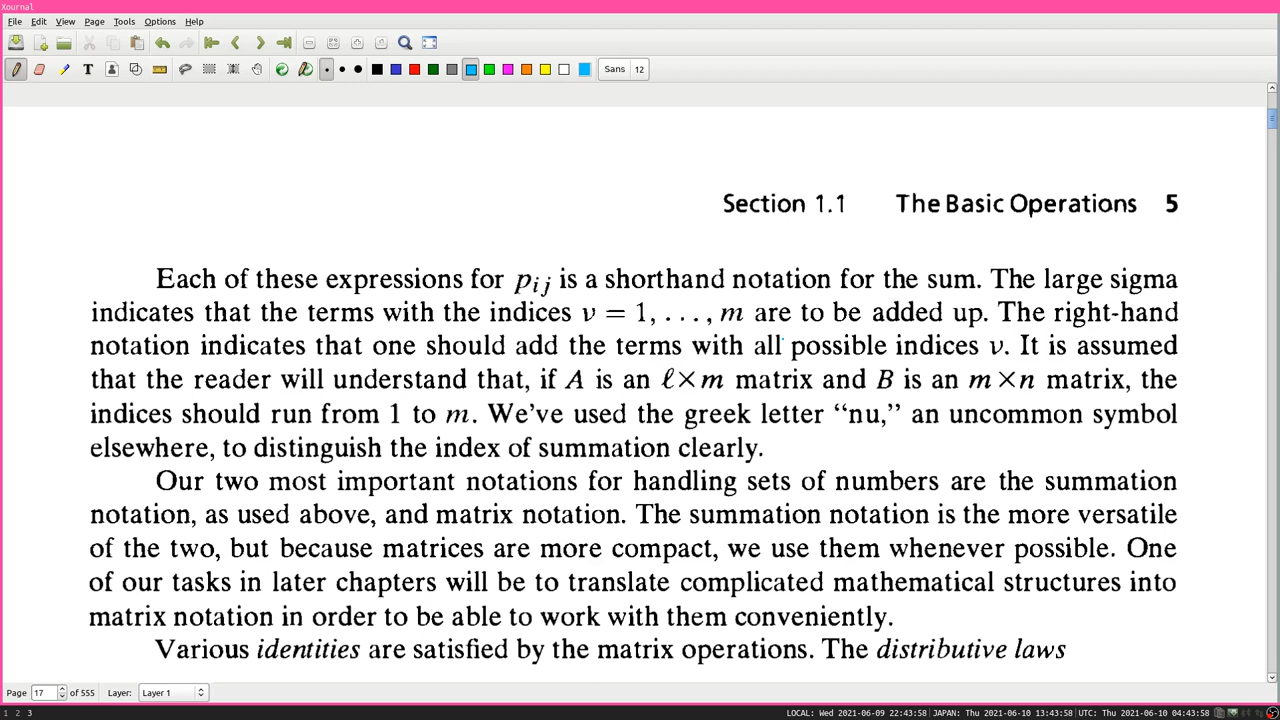 Xournal
File Edit View Page Tools Options Help
T Sans 12
Section 1.1 The Basic Operations 5
Each of these expressions for pij is a shorthand notation for the sum. The large sigma
indicates that the terms with the indices ν = 1, . . . , m are to be added up. The right-hand
notation indicates that one should add the terms with all possible indices ν. It is assumed
that the reader will understand that, if A is an ℓ×m matrix and B is an m×n matrix, the
indices should run from 1 to m. We've used the greek letter “nu,” an uncommon symbol
elsewhere, to distinguish the index of summation clearly.
Our two most important notations for handling sets of numbers are the summation
notation, as used above, and matrix notation. The summation notation is the more versatile
of the two, but because matrices are more compact, we use them whenever possible. One
of our tasks in later chapters will be to translate complicated mathematical structures into
matrix notation in order to be able to work with them conveniently.
Various identities are satisfied by the matrix operations. The distributive laws
Page 17 of 555 Layer: Layer 1
1 2 3 LOCAL: Wed 2021-06-09 22:43:58 | JAPAN: Thu 2021-06-10 13:43:58 | UTC: Thu 2021-06-10 04:43:58